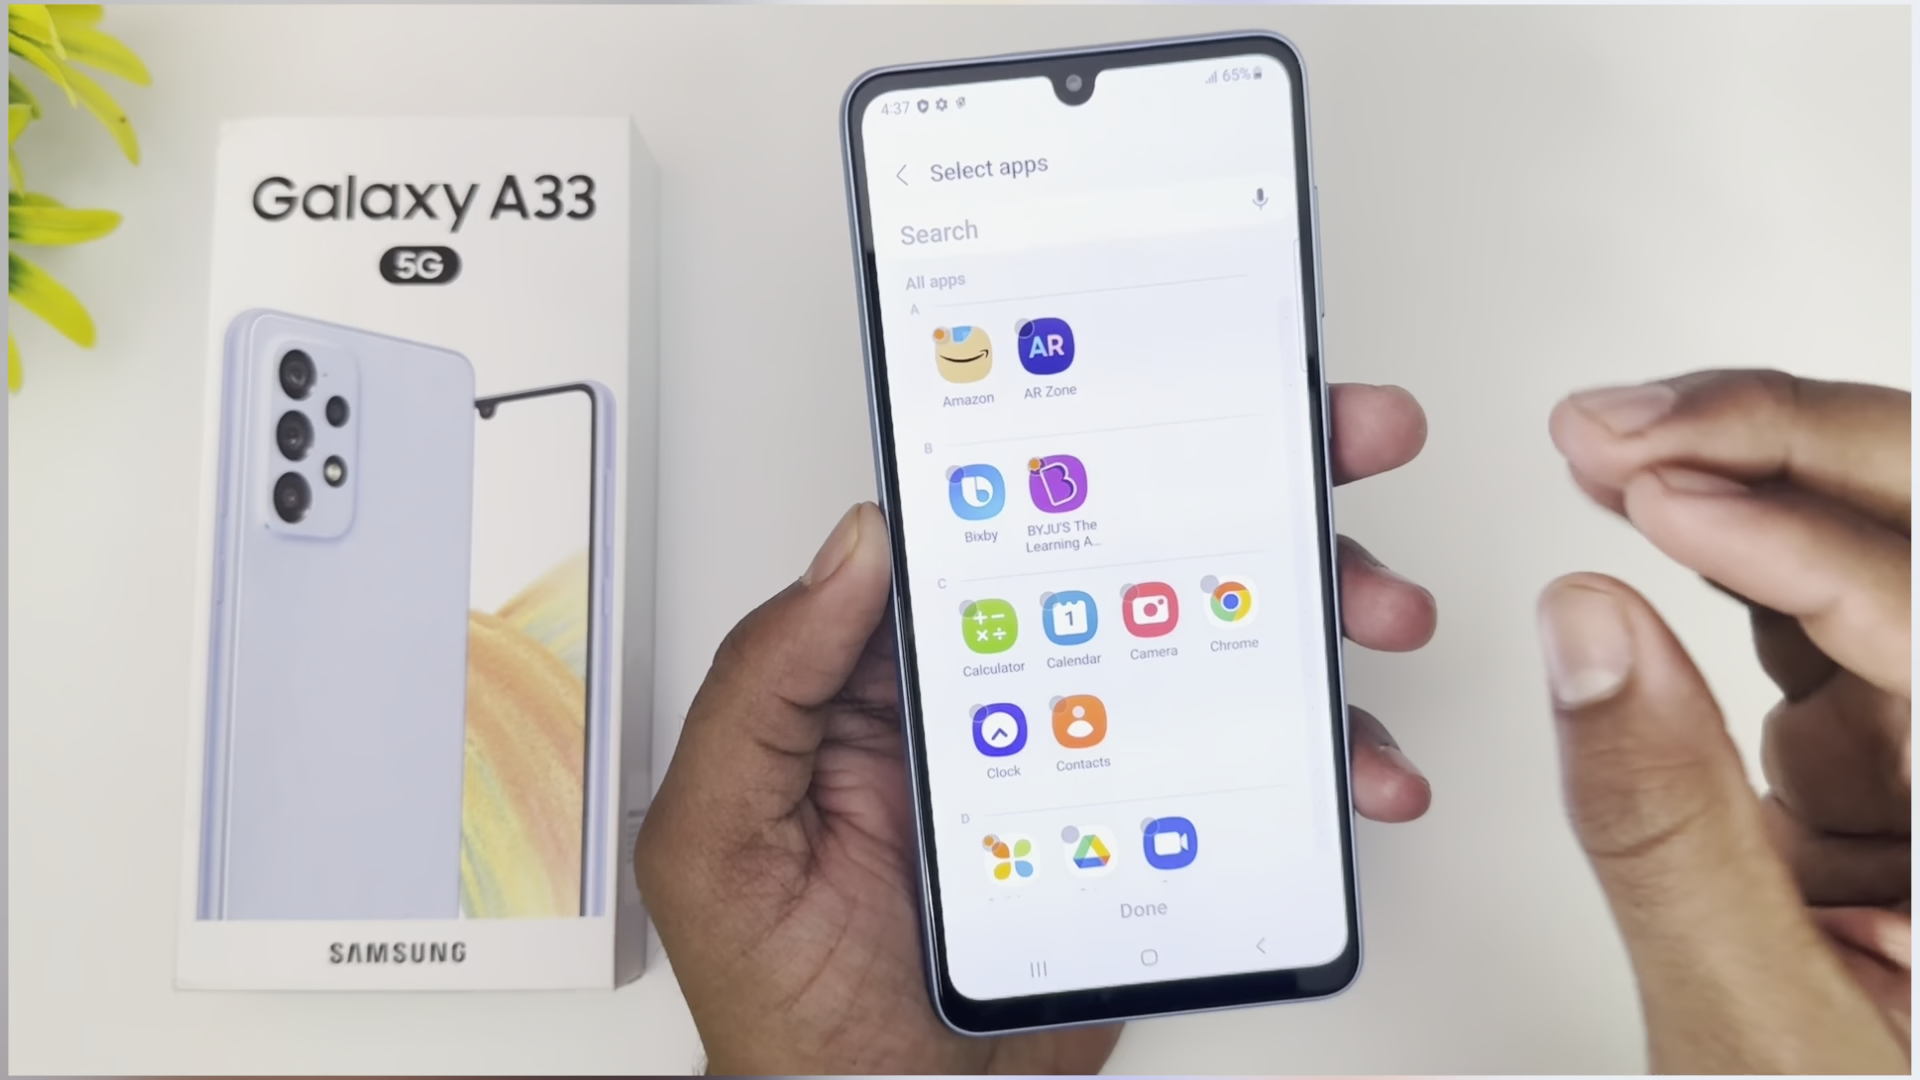 Galaxy A33
5G
SAMSUNG
4:37
65%
Select apps
Search
All apps
A
AR
Amazon
AR Zone
B
Bixby
BYJU'S The
Learning A...
C
1
Calculator
Calendar
Camera
Chrome
Clock
Contacts
D
Done